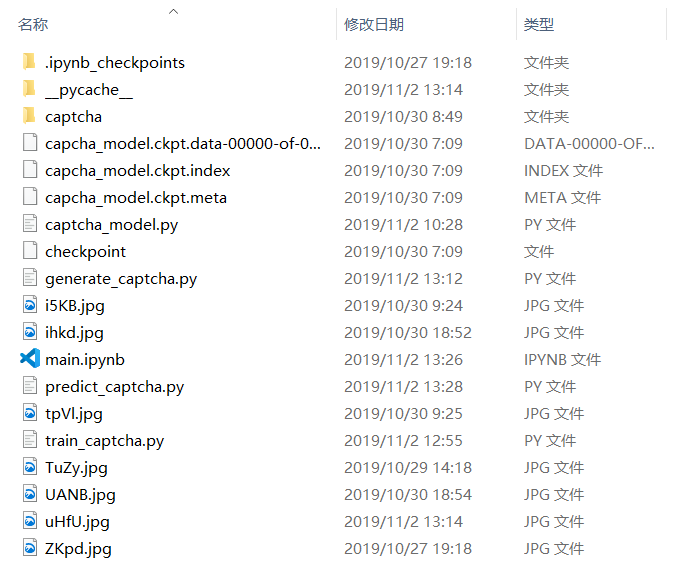 名称 修改日期 类型
.ipynb_checkpoints 2019/10/27 19:18 文件夹
__pycache__ 2019/11/2 13:14 文件夹
captcha 2019/10/30 8:49 文件夹
capcha_model.ckpt.data-00000-of-0... 2019/10/30 7:09 DATA-00000-OF...
capcha_model.ckpt.index 2019/10/30 7:09 INDEX 文件
capcha_model.ckpt.meta 2019/10/30 7:09 META 文件
captcha_model.py 2019/11/2 10:28 PY 文件
checkpoint 2019/10/30 7:09 文件
generate_captcha.py 2019/11/2 13:12 PY 文件
i5KB.jpg 2019/10/30 9:24 JPG 文件
ihkd.jpg 2019/10/30 18:52 JPG 文件
main.ipynb 2019/11/2 13:26 IPYNB 文件
predict_captcha.py 2019/11/2 13:28 PY 文件
tpVl.jpg 2019/10/30 9:25 JPG 文件
train_captcha.py 2019/11/2 12:55 PY 文件
TuZy.jpg 2019/10/29 14:18 JPG 文件
UANB.jpg 2019/10/30 18:54 JPG 文件
uHfU.jpg 2019/11/2 13:14 JPG 文件
ZKpd.jpg 2019/10/27 19:18 JPG 文件